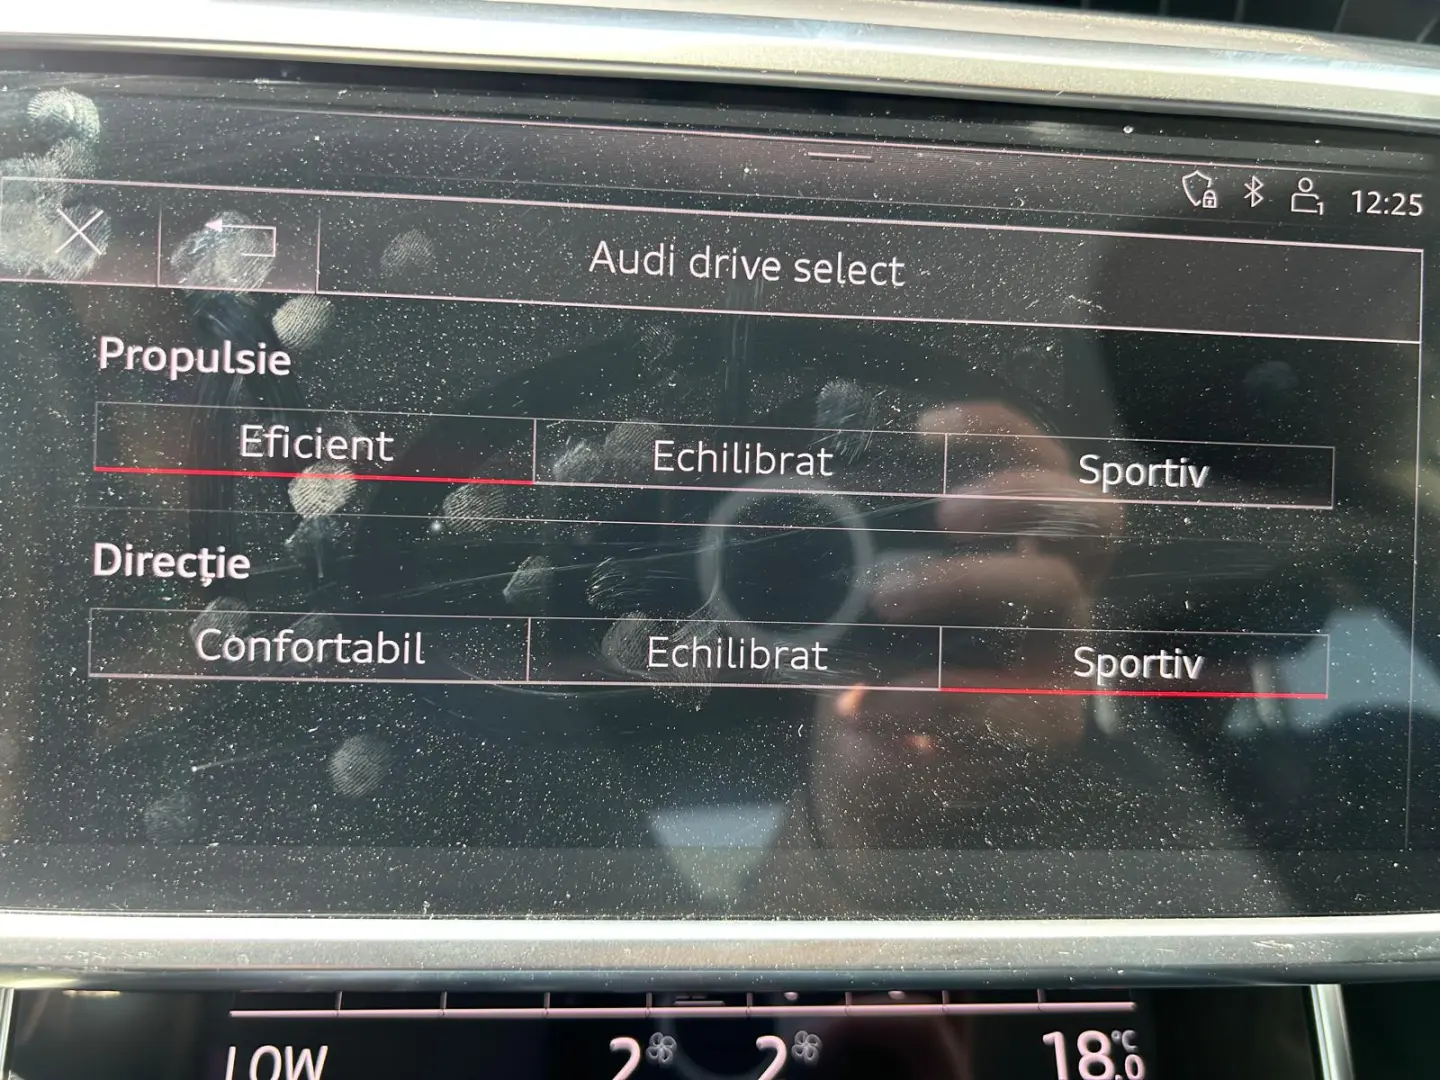 12:25
Audi drive select
Propulsie
Eficient Echilibrat Sportiv
Direcție
Confortabil Echilibrat Sportiv
LOW 2 2 18.0 °C